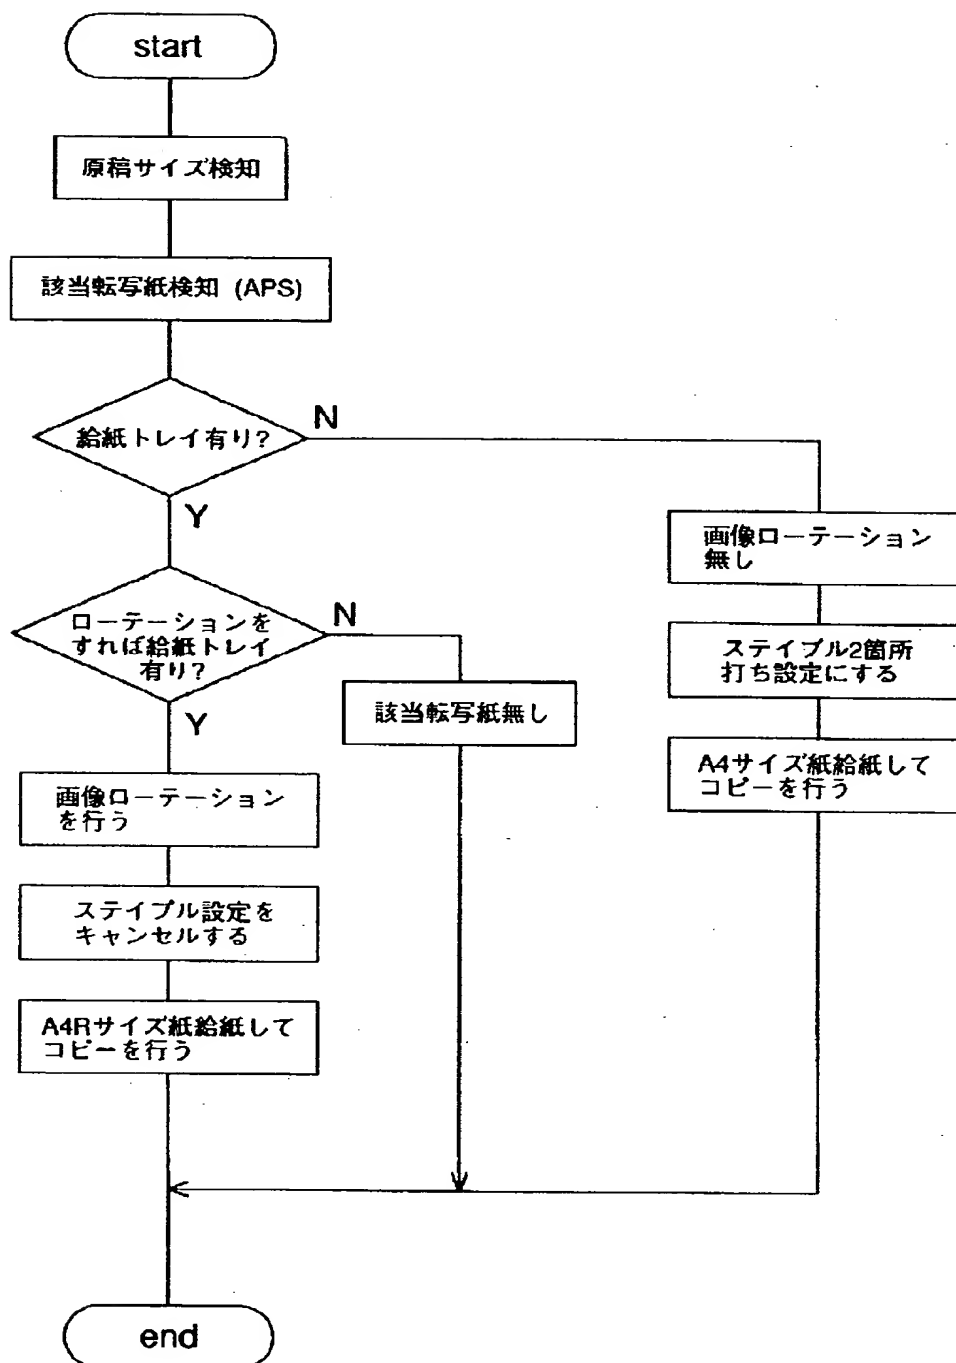 start
原稿サイズ検知
該当転写紙検知 (APS)
給紙トレイ有り?
N
Y
ローテーションを
すれば給紙トレイ
有り?
N
Y
画像ローテーション
を行う
ステイプル設定を
キャンセルする
A4Rサイズ紙給紙して
コピーを行う
該当転写紙無し
画像ローテーション
無し
ステイプル2箇所
打ち設定にする
A4サイズ紙給紙して
コピーを行う
end